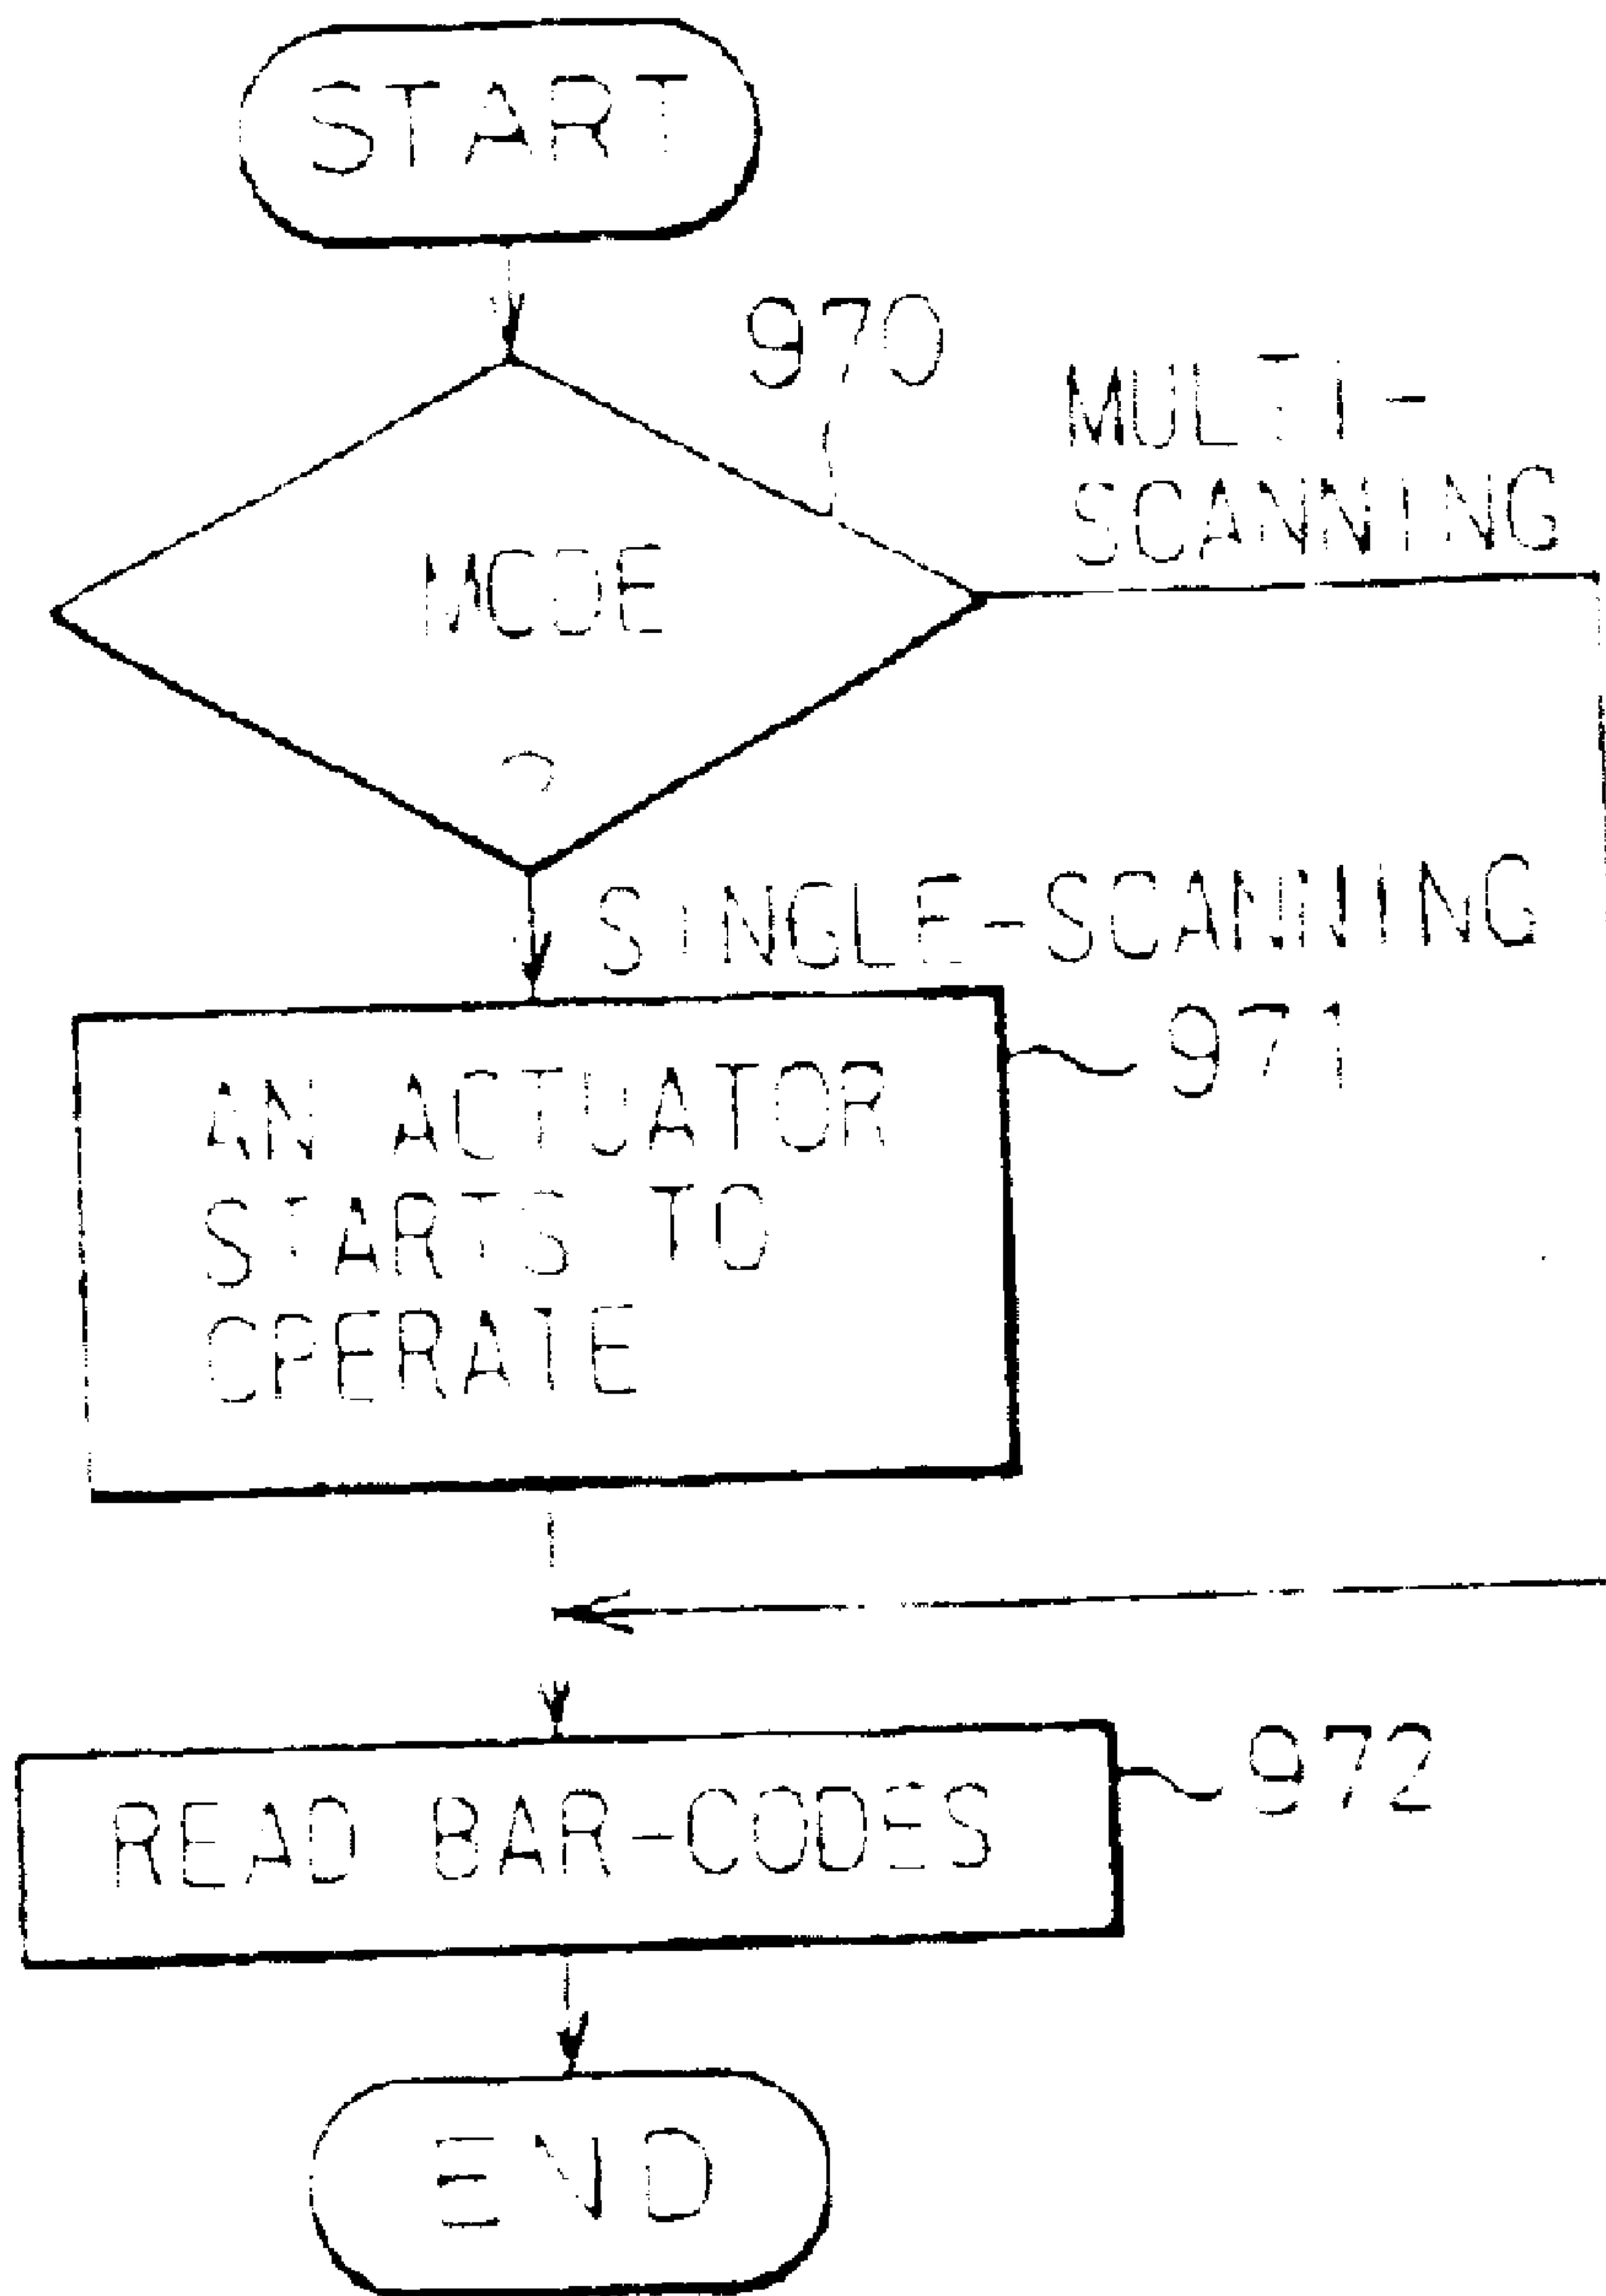 START
970
MULTI-
SCANNING
MODE
?
SINGLE-SCANNING
971
AN ACTUATOR
STARTS TO
OPERATE
READ BAR-CODES
972
END